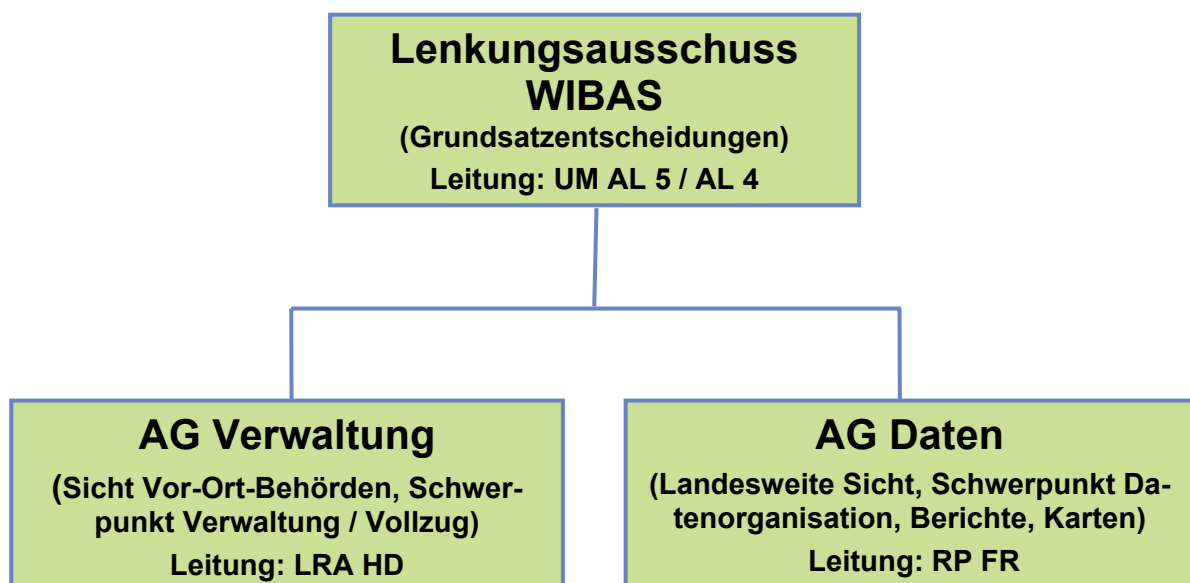 Lenkungsausschuss
WIBAS
(Grundsatzentscheidungen)
Leitung: UM AL 5 / AL 4
AG Verwaltung
(Sicht Vor-Ort-Behörden, Schwer-
punkt Verwaltung / Vollzug)
Leitung: LRA HD
AG Daten
(Landesweite Sicht, Schwerpunkt Da-
tenorganisation, Berichte, Karten)
Leitung: RP FR